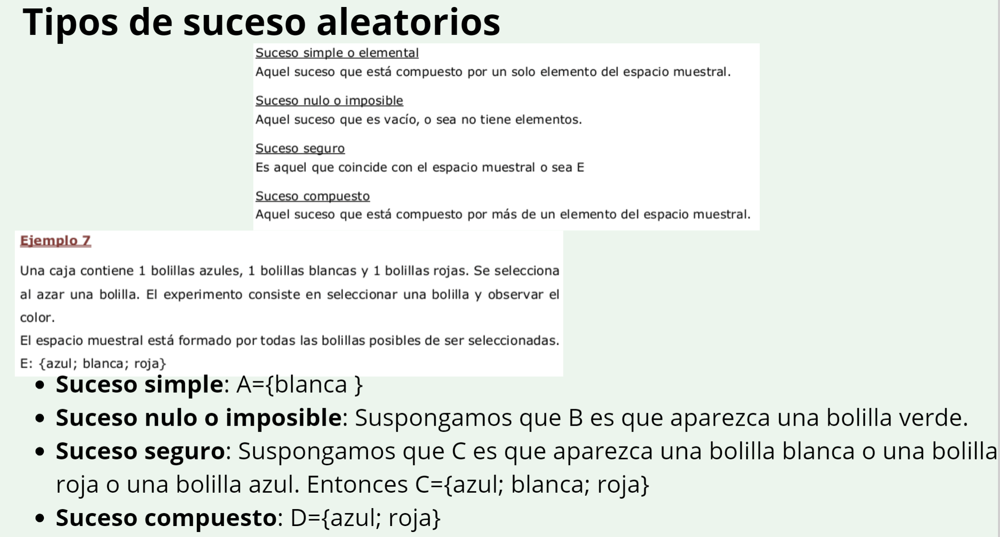 Tipos de suceso aleatorios
Suceso simple o elemental
Aquel suceso que está compuesto por un solo elemento del espacio muestral.
Suceso nulo o imposible
Aquel suceso que es vacío, o sea no tiene elementos.
Suceso seguro
Es aquel que coincide con el espacio muestral o sea E
Suceso compuesto
Aquel suceso que está compuesto por más de un elemento del espacio muestral.
Ejemplo 7
Una caja contiene 1 bolillas azules, 1 bolillas blancas y 1 bolillas rojas. Se selecciona
al azar una bolilla. El experimento consiste en seleccionar una bolilla y observar el
color.
El espacio muestral está formado por todas las bolillas posibles de ser seleccionadas.
E: {azul; blanca; roja}
• Suceso simple: A={blanca }
• Suceso nulo o imposible: Suspongamos que B es que aparezca una bolilla verde.
• Suceso seguro: Suspongamos que C es que aparezca una bolilla blanca o una bolilla
roja o una bolilla azul. Entonces C={azul; blanca; roja}
• Suceso compuesto: D={azul; roja}